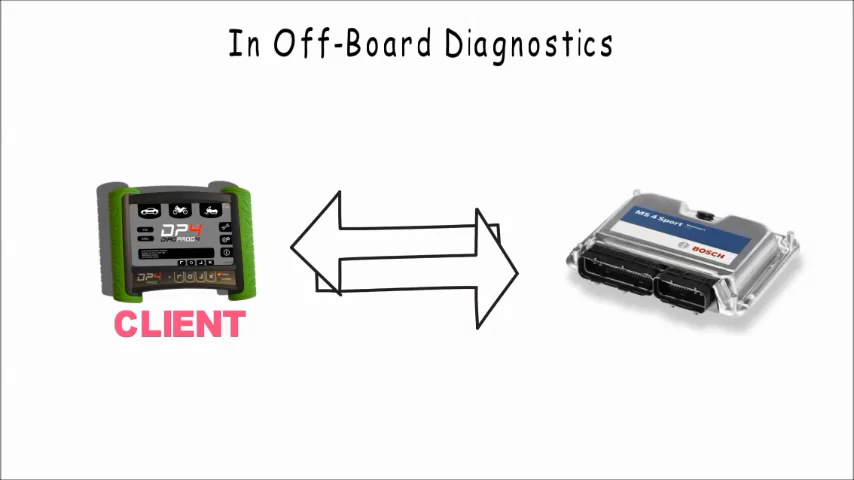 In Off-Board Diagnostics
DP4
CLIENT
MS 4 Sport
BOSCH